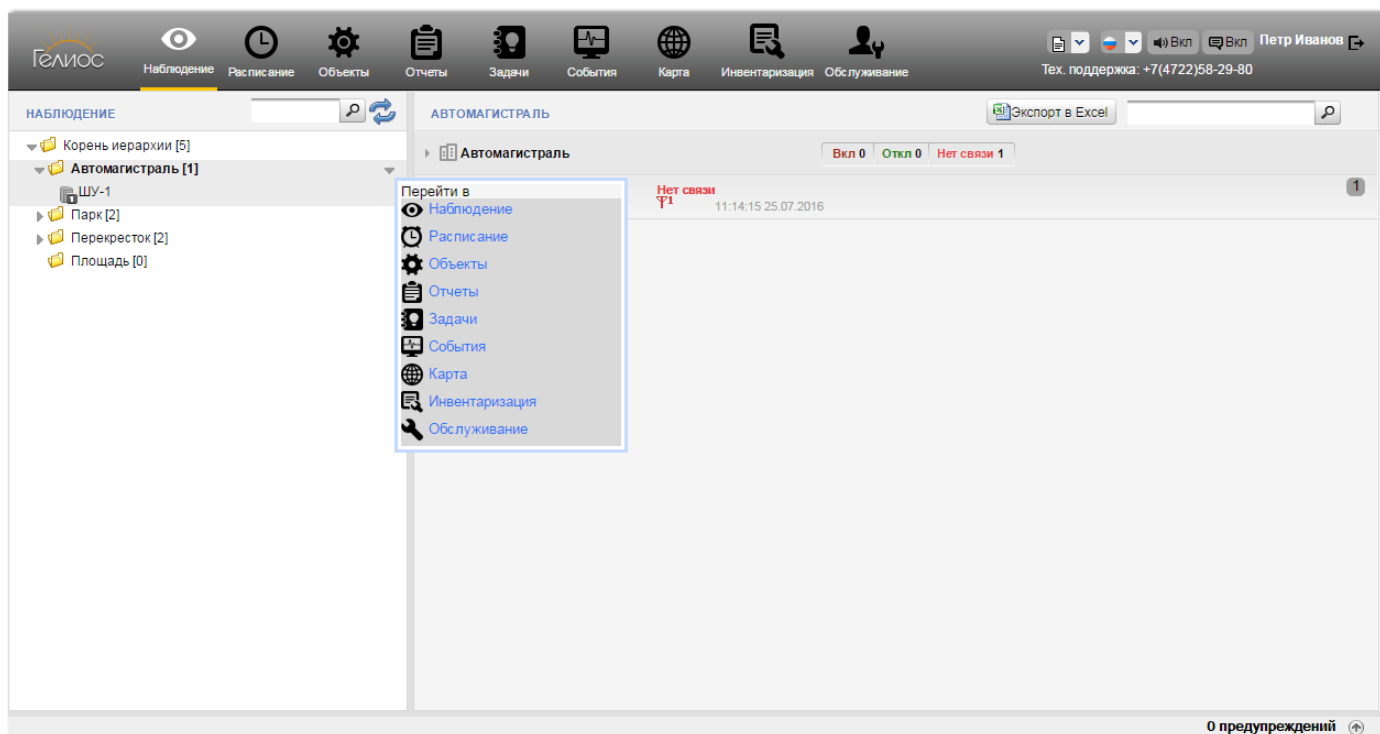 Гелиос
Наблюдение
Расписание
Объекты
Отчеты
Задачи
События
Карта
Инвентаризация
Обслуживание
Вкл
Вкл
Петр Иванов
Тех. поддержка: +7(4722)58-29-80
НАБЛЮДЕНИЕ
АВТОМАГИСТРАЛЬ
Экспорт в Excel
Корень иерархии [5]
Автомагистраль [1]
ШУ-1
1
Парк [2]
Перекресток [2]
Площадь [0]
Автомагистраль
Вкл 0
Откл 0
Нет связи 1
Нет связи
1
11:14:15 25.07.2016
1
Перейти в
Наблюдение
Расписание
Объекты
Отчеты
Задачи
События
Карта
Инвентаризация
Обслуживание
0 предупреждений